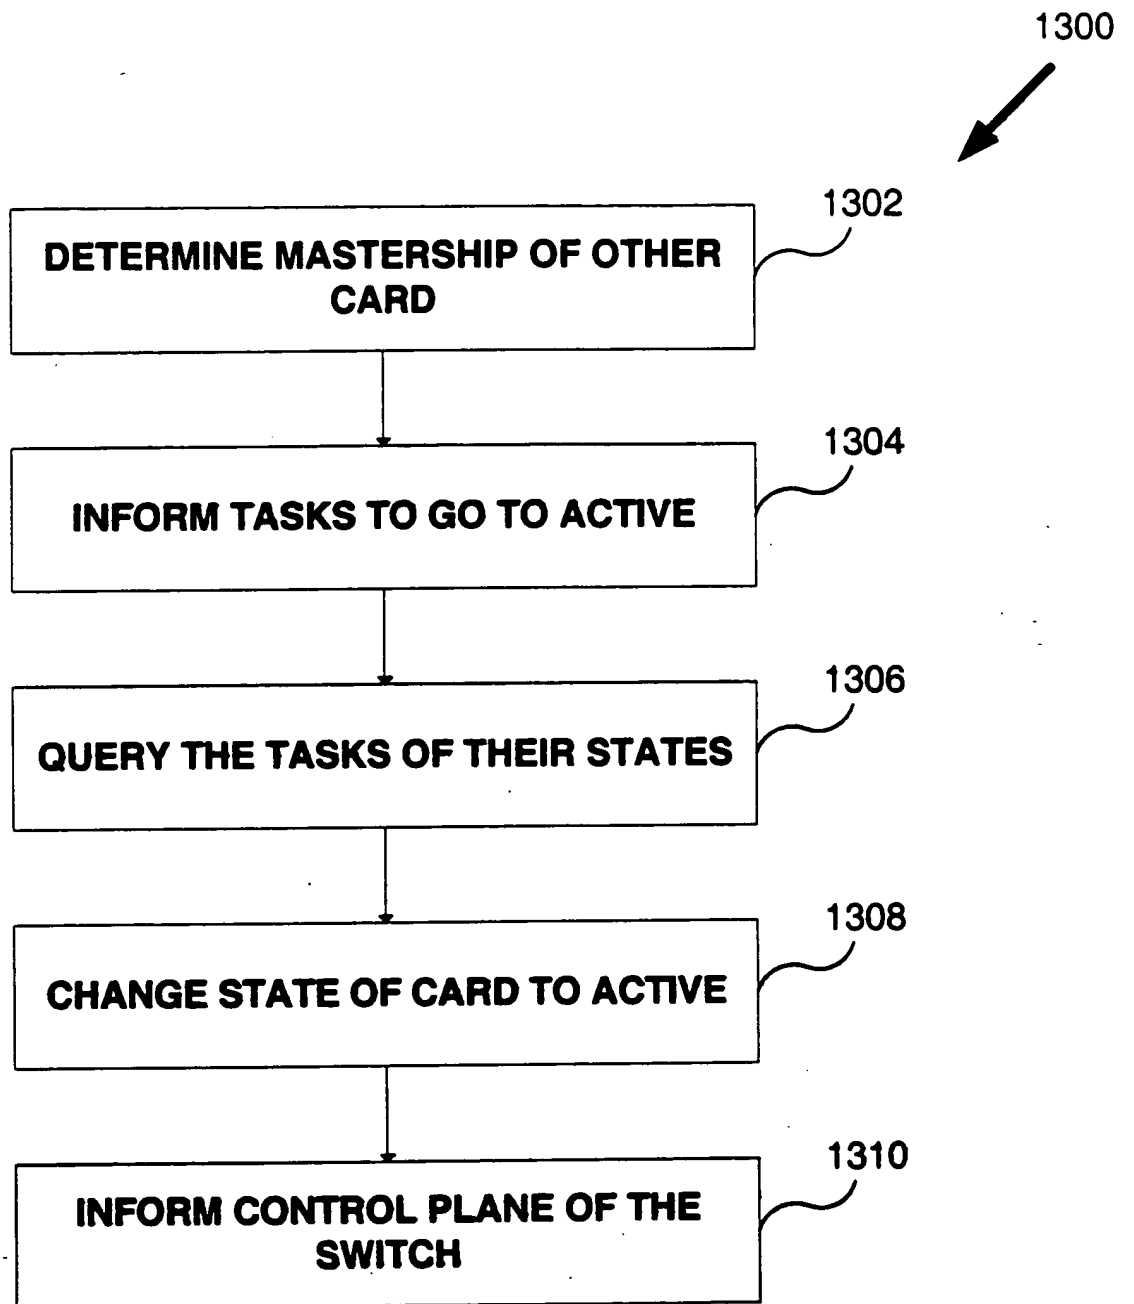 1300
1302
DETERMINE MASTERSHIP OF OTHER
CARD
1304
INFORM TASKS TO GO TO ACTIVE
1306
QUERY THE TASKS OF THEIR STATES
1308
CHANGE STATE OF CARD TO ACTIVE
1310
INFORM CONTROL PLANE OF THE
SWITCH